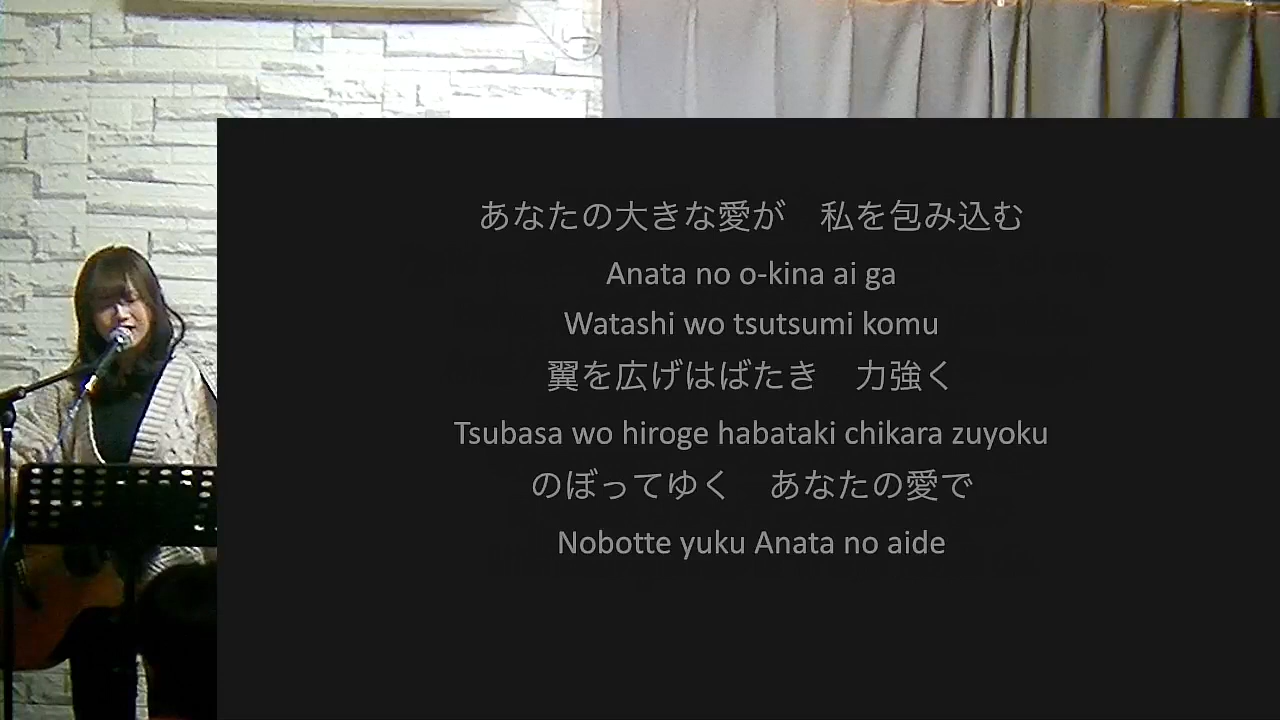 あなたの大きな愛が　私を包み込む
Anata no o-kina ai ga
Watashi wo tsutsumi komu
翼を広げはばたき　力強く
Tsubasa wo hiroge habataki chikara zuyoku
のぼってゆく　あなたの愛で
Nobotte yuku Anata no aide